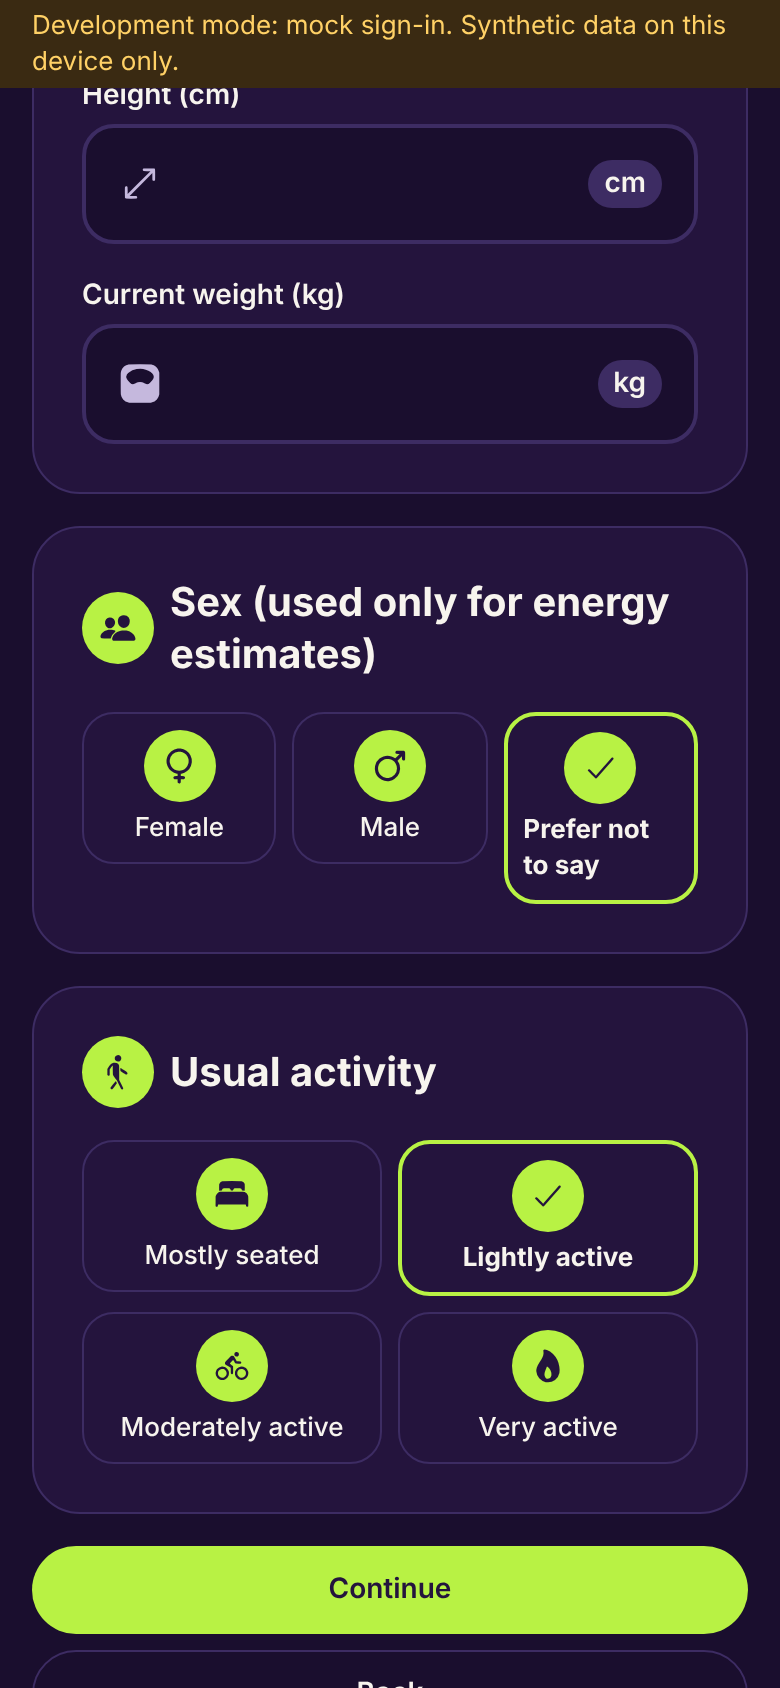 Development mode: mock sign-in. Synthetic data on this
device only.
Height (cm)
cm
Current weight (kg)
kg
Sex (used only for energy
estimates)
Female
Male
Prefer not
to say
Usual activity
Mostly seated
Lightly active
Moderately active
Very active
Continue
Back